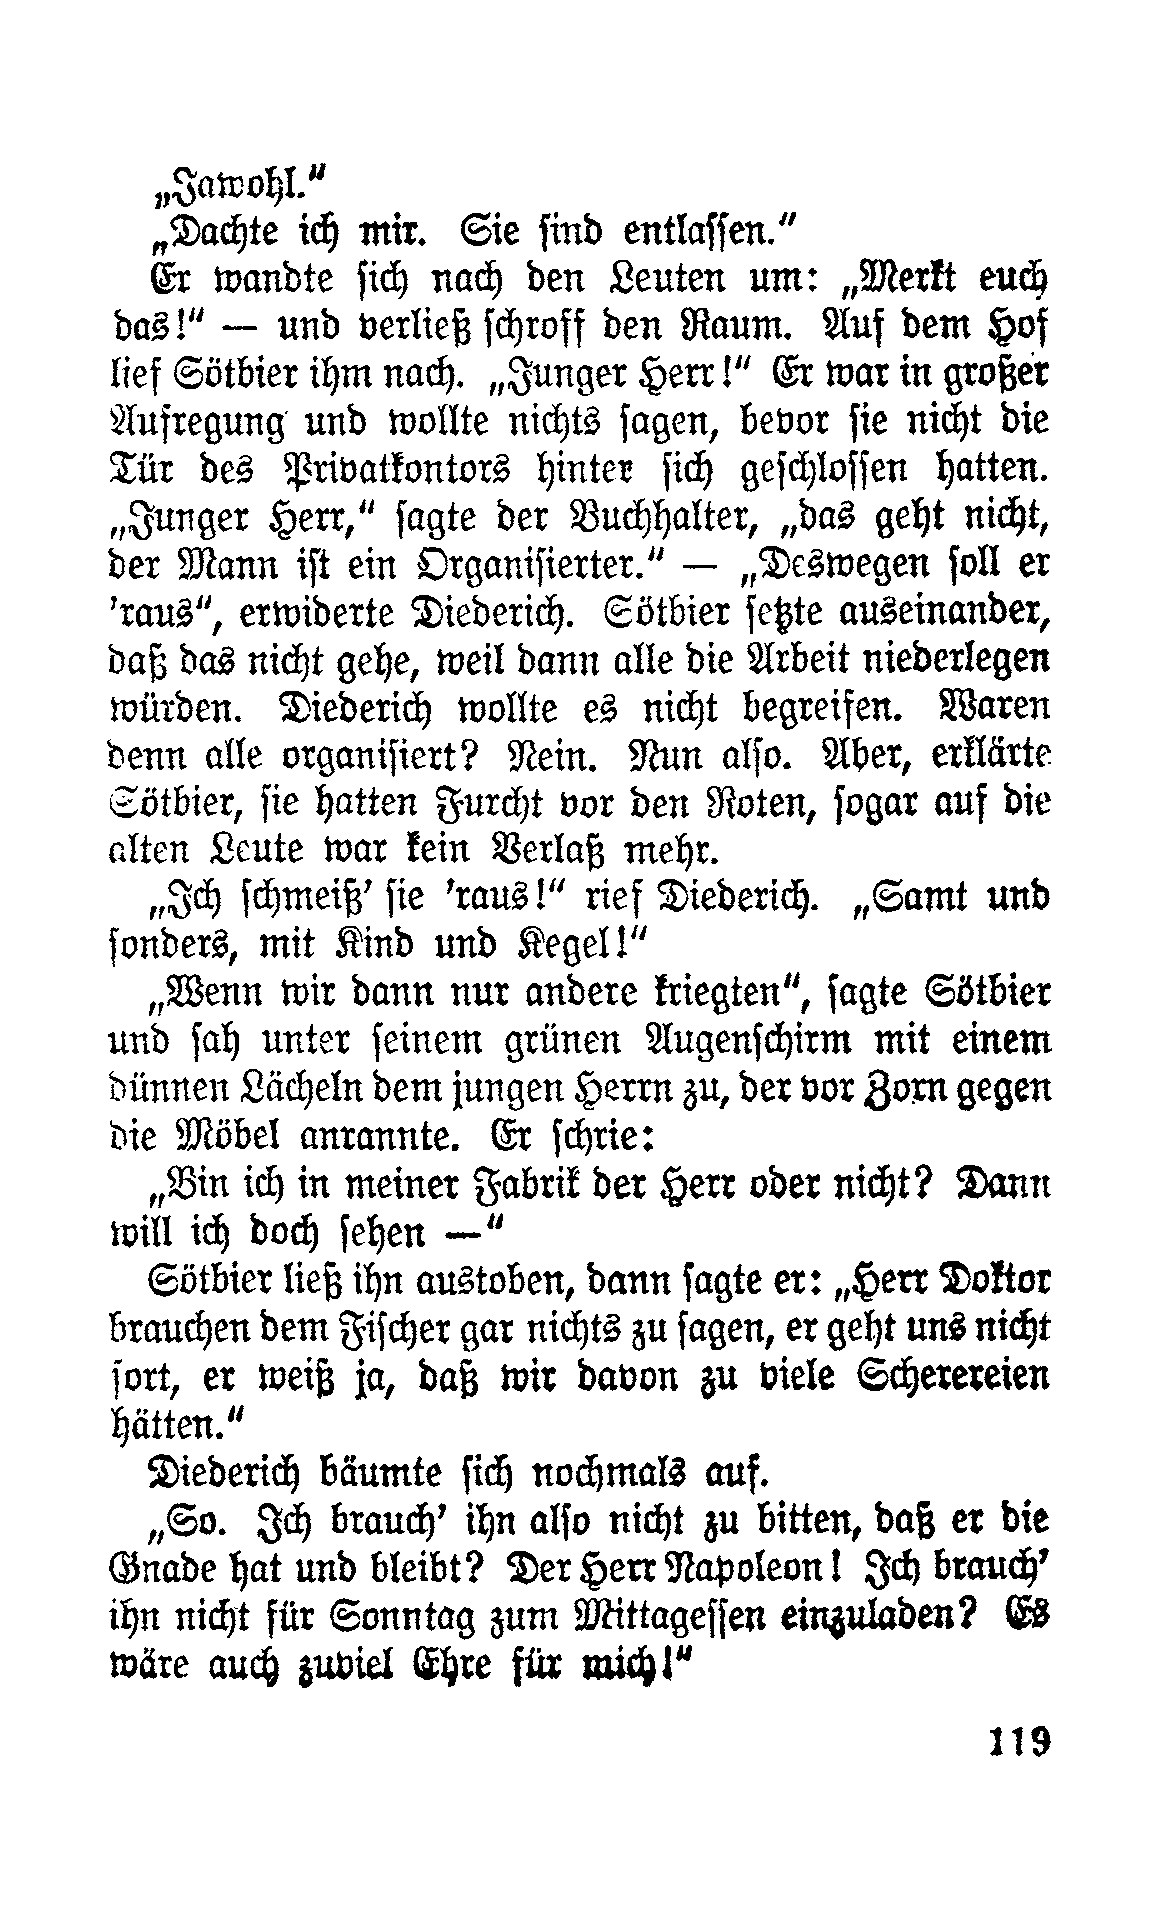 „Jawohl.“
„Dachte ich mir. Sie sind entlassen.“
Er wandte sich nach den Leuten um: „Merkt euch
das!“ — und verließ schroff den Raum. Auf dem Hof
lief Sötbier ihm nach. „Junger Herr!“ Er war in großer
Aufregung und wollte nichts sagen, bevor sie nicht die
Tür des Privatkontors hinter sich geschlossen hatten.
„Junger Herr,“ sagte der Buchhalter, „das geht nicht,
der Mann ist ein Organisierter.“ — „Deswegen soll er
’raus“, erwiderte Diederich. Sötbier setzte auseinander,
daß das nicht gehe, weil dann alle die Arbeit niederlegen
würden. Diederich wollte es nicht begreifen. Waren
denn alle organisiert? Nein. Nun also. Aber, erklärte
Sötbier, sie hatten Furcht vor den Roten, sogar auf die
alten Leute war kein Verlaß mehr.
„Ich schmeiß’ sie ’raus!“ rief Diederich. „Samt und
sonders, mit Kind und Kegel!“
„Wenn wir dann nur andere kriegten“, sagte Sötbier
und sah unter seinem grünen Augenschirm mit einem
dünnen Lächeln dem jungen Herrn zu, der vor Zorn gegen
die Möbel anrannte. Er schrie:
„Bin ich in meiner Fabrik der Herr oder nicht? Dann
will ich doch sehen —“
Sötbier ließ ihn austoben, dann sagte er: „Herr Doktor
brauchen dem Fischer gar nichts zu sagen, er geht uns nicht
fort, er weiß ja, daß wir davon zu viele Scherereien
hätten.“
Diederich bäumte sich nochmals auf.
„So. Ich brauch’ ihn also nicht zu bitten, daß er die
Gnade hat und bleibt? Der Herr Napoleon! Ich brauch’
ihn nicht für Sonntag zum Mittagessen einzuladen? Es
wäre auch zuviel Ehre für mich!“
119